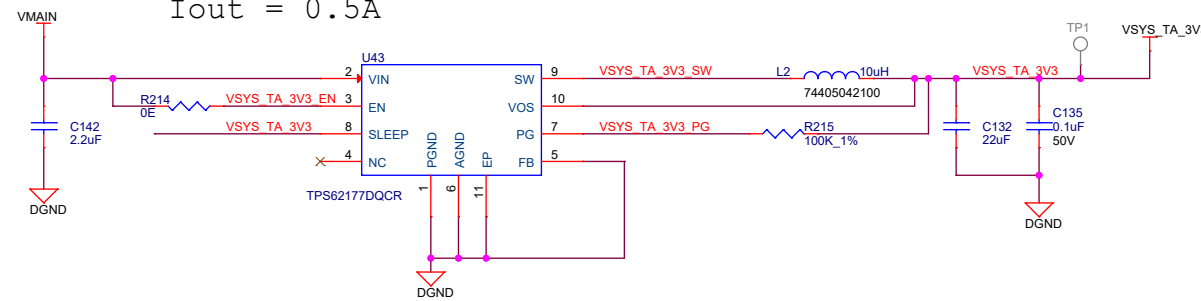 Iout = 0.5A
VMAIN
TP1
VSYS_TA_3V
U43
2 VIN
SW 9
VSYS_TA_3V3_SW
L2
10uH
74405042100
VSYS_TA_3V3
R214
0E
VSYS_TA_3V3_EN
3 EN
VOS 10
VSYS_TA_3V3
8 SLEEP
PG 7
VSYS_TA_3V3_PG
R215
100K_1%
C142
2.2uF
C132
22uF
C135
0.1uF
50V
4 NC
PGND
AGND
EP
FB 5
TPS62177DQCR
1
6
11
DGND
DGND
DGND